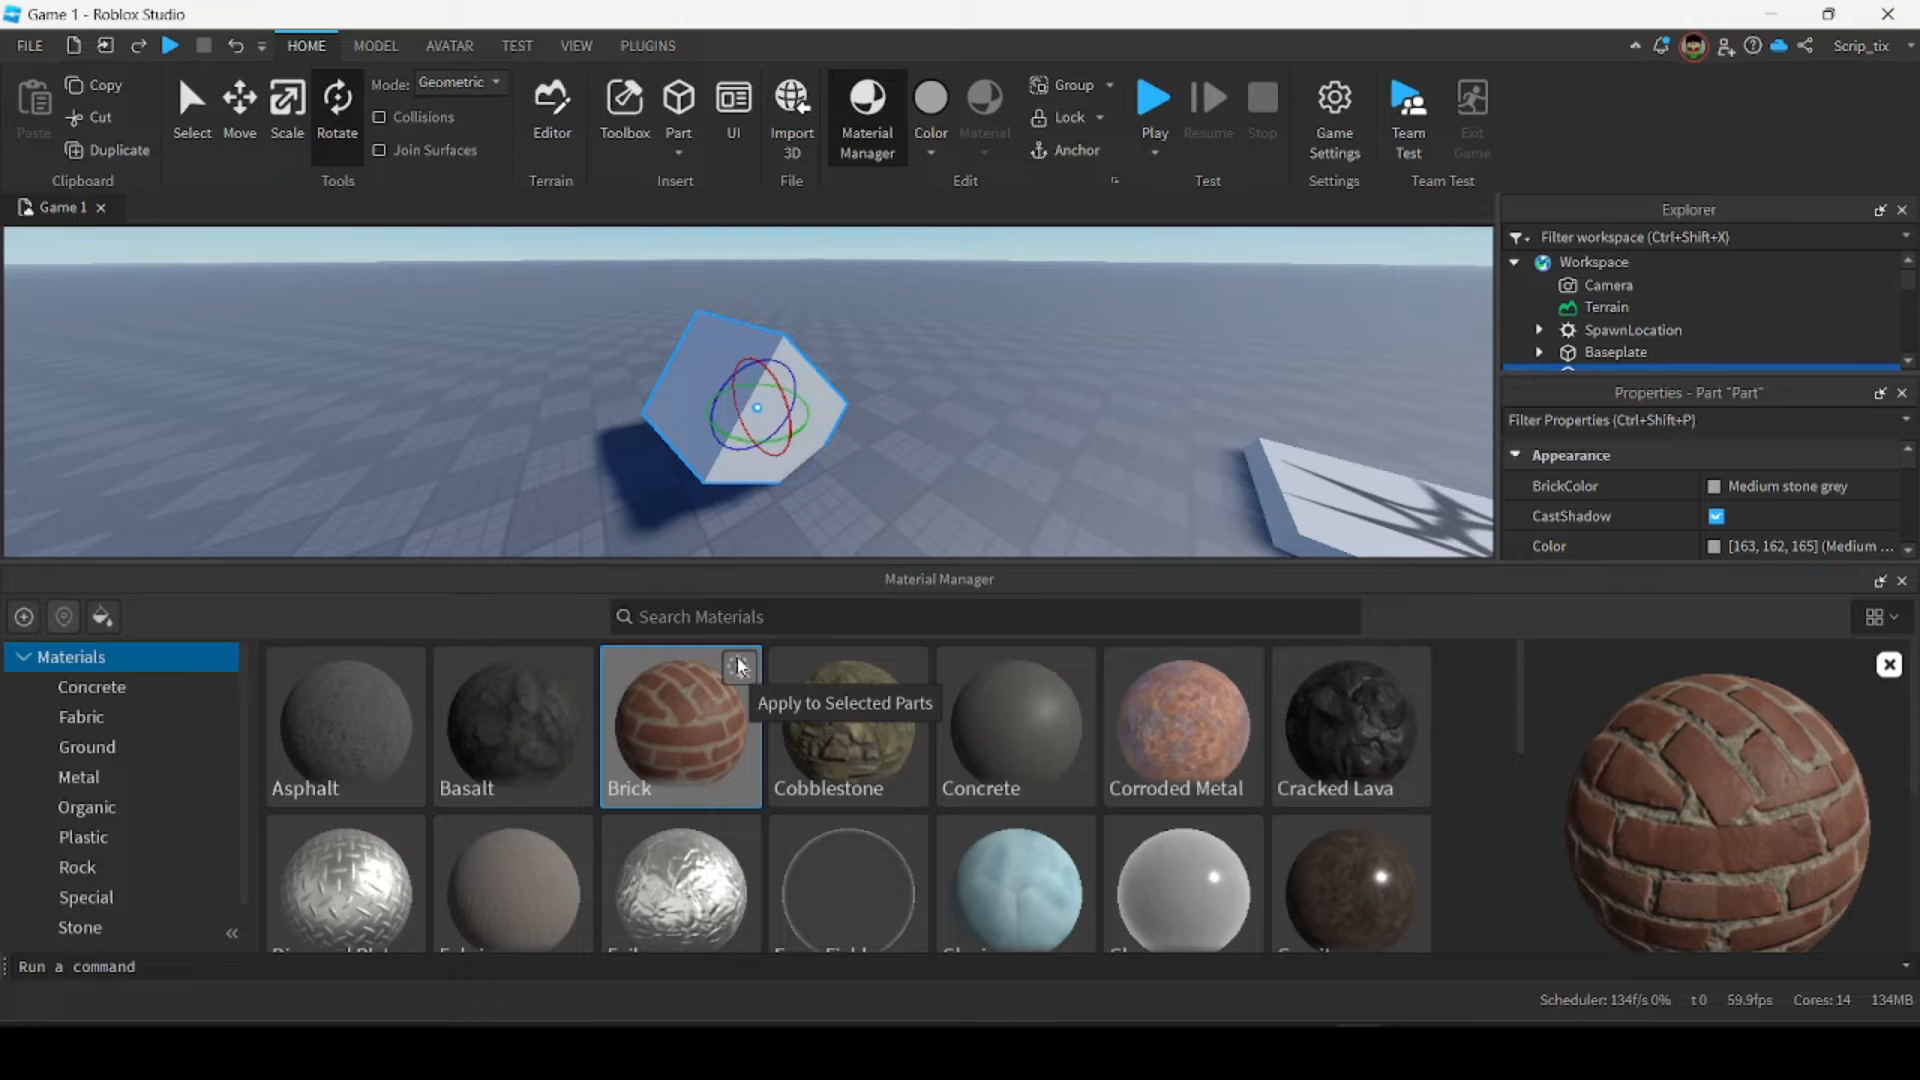 Game 1 - Roblox Studio
FILE HOME MODEL AVATAR TEST VIEW PLUGINS Scrip_tix
Paste Copy Cut Duplicate
Clipboard
Select Move Scale Rotate
Mode: Geometric
Collisions
Join Surfaces
Tools
Editor
Terrain
Toolbox Part UI
Insert
Import 3D
File
Material Manager Color Material
Group
Lock
Anchor
Edit
Play Resume Stop
Test
Game Settings
Settings
Team Test Exit Game
Team Test
Game 1
Explorer
Filter workspace (Ctrl+Shift+X)
Workspace
Camera
Terrain
SpawnLocation
Baseplate
Properties - Part "Part"
Filter Properties (Ctrl+Shift+P)
Appearance
BrickColor Medium stone grey
CastShadow
Color [163, 162, 165] (Medium ...
Material Manager
Search Materials
Materials
Concrete
Fabric
Ground
Metal
Organic
Plastic
Rock
Special
Stone
Apply to Selected Parts
Asphalt Basalt Brick Cobblestone Concrete Corroded Metal Cracked Lava
Run a command
Scheduler: 134f/s 0% t 0 59.9fps Cores: 14 134MB